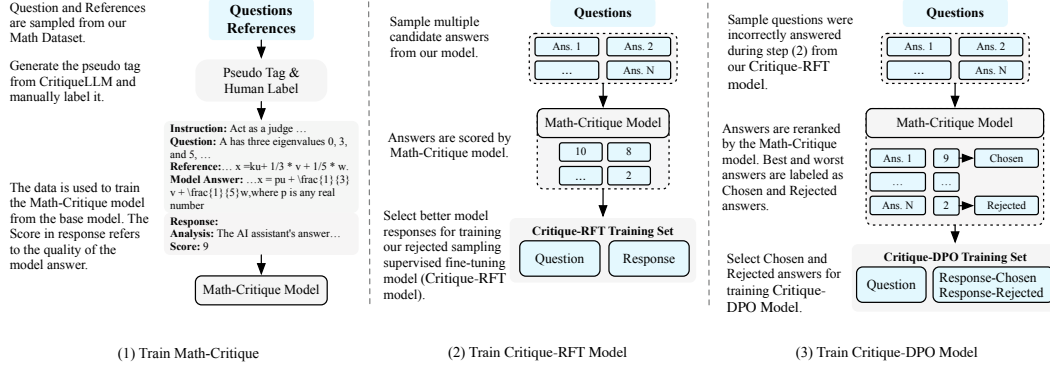 Question and References
are sampled from our
Math Dataset.
Generate the pseudo tag
from CritiqueLLM and
manually label it.
The data is used to train
the Math-Critique model
from the base model. The
Score in response refers
to the quality of the
model answer.
Questions
References
Pseudo Tag &
Human Label
Instruction: Act as a judge …
Question: A has three eigenvalues 0, 3,
and 5, …
Reference:… x =ku+ 1/3 * v + 1/5 * w.
Model Answer: …x = pu + \frac{1}{3}
v + \frac{1}{5}w,where p is any real
number
Response:
Analysis: The AI assistant's answer…
Score: 9
Math-Critique Model
(1) Train Math-Critique
Sample multiple
candidate answers
from our model.
Answers are scored by
Math-Critique model.
Select better model
responses for training
our rejected sampling
supervised fine-tuning
model (Critique-RFT
model).
Questions
Ans. 1 Ans. 2
… Ans. N
Math-Critique Model
10 8
… 2
Critique-RFT Training Set
Question Response
(2) Train Critique-RFT Model
Sample questions were
incorrectly answered
during step (2) from
our Critique-RFT
model.
Answers are reranked
by the Math-Critique
model. Best and worst
answers are labeled as
Chosen and Rejected
answers.
Select Chosen and
Rejected answers for
training Critique-
DPO Model.
Questions
Ans. 1 Ans. 2
… Ans. N
Math-Critique Model
Ans. 1 9 Chosen
… …
Ans. N 2 Rejected
Critique-DPO Training Set
Question
Response-Chosen
Response-Rejected
(3) Train Critique-DPO Model